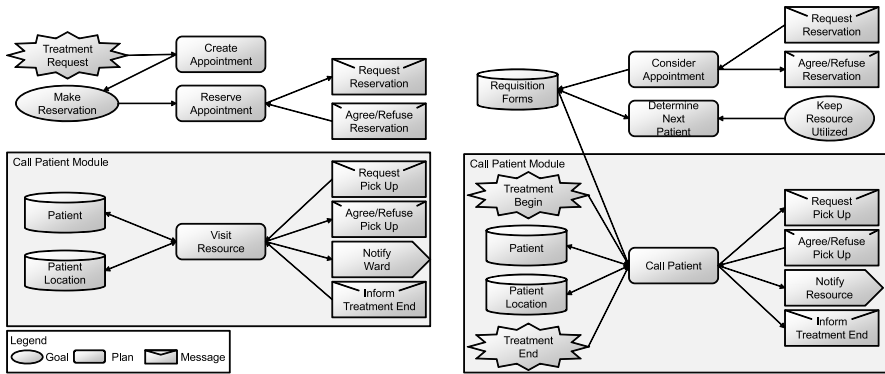 Treatment
Request
Create
Appointment
Make
Reservation
Reserve
Appointment
Request
Reservation
Agree/Refuse
Reservation
Call Patient Module
Patient
Patient
Location
Visit
Resource
Request
Pick Up
Agree/Refuse
Pick Up
Notify
Ward
Inform
Treatment End
Legend
Goal
Plan
Message
Requisition
Forms
Consider
Appointment
Determine
Next
Patient
Request
Reservation
Agree/Refuse
Reservation
Keep
Resource
Utilized
Call Patient Module
Treatment
Begin
Patient
Patient
Location
Treatment
End
Call Patient
Request
Pick Up
Agree/Refuse
Pick Up
Notify
Resource
Inform
Treatment End